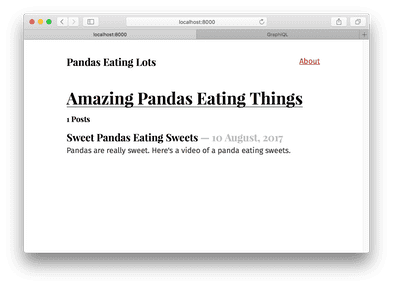 localhost:8000
localhost:8000
GraphiQL
Pandas Eating Lots
About
Amazing Pandas Eating Things
1 Posts
Sweet Pandas Eating Sweets — 10 August, 2017
Pandas are really sweet. Here's a video of a panda eating sweets.